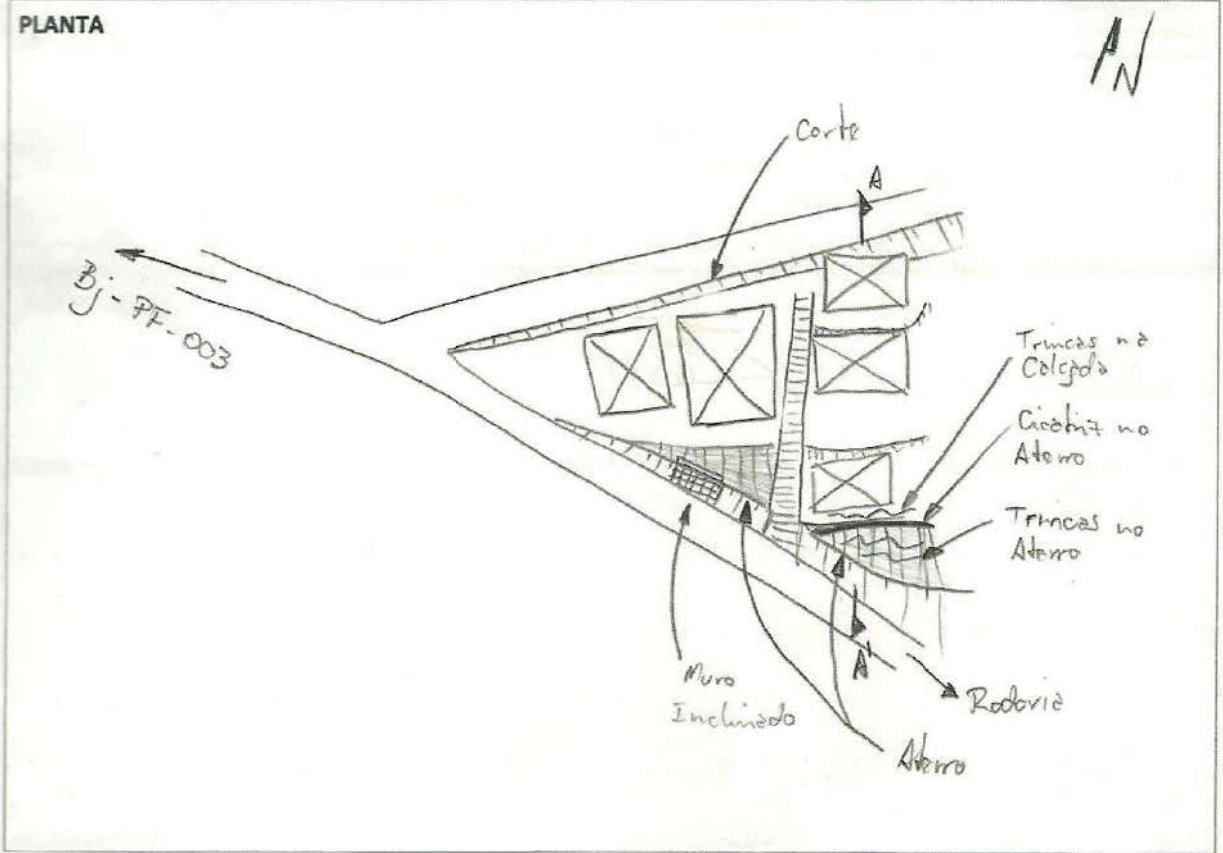 PLANTA
N
Corte
A
Bj-PF-003
Trincas na
Calçada
Cicatriz no
Aterro
Trincas no
Aterro
A'
Muro
Inclinado
Rodovia
Aterro